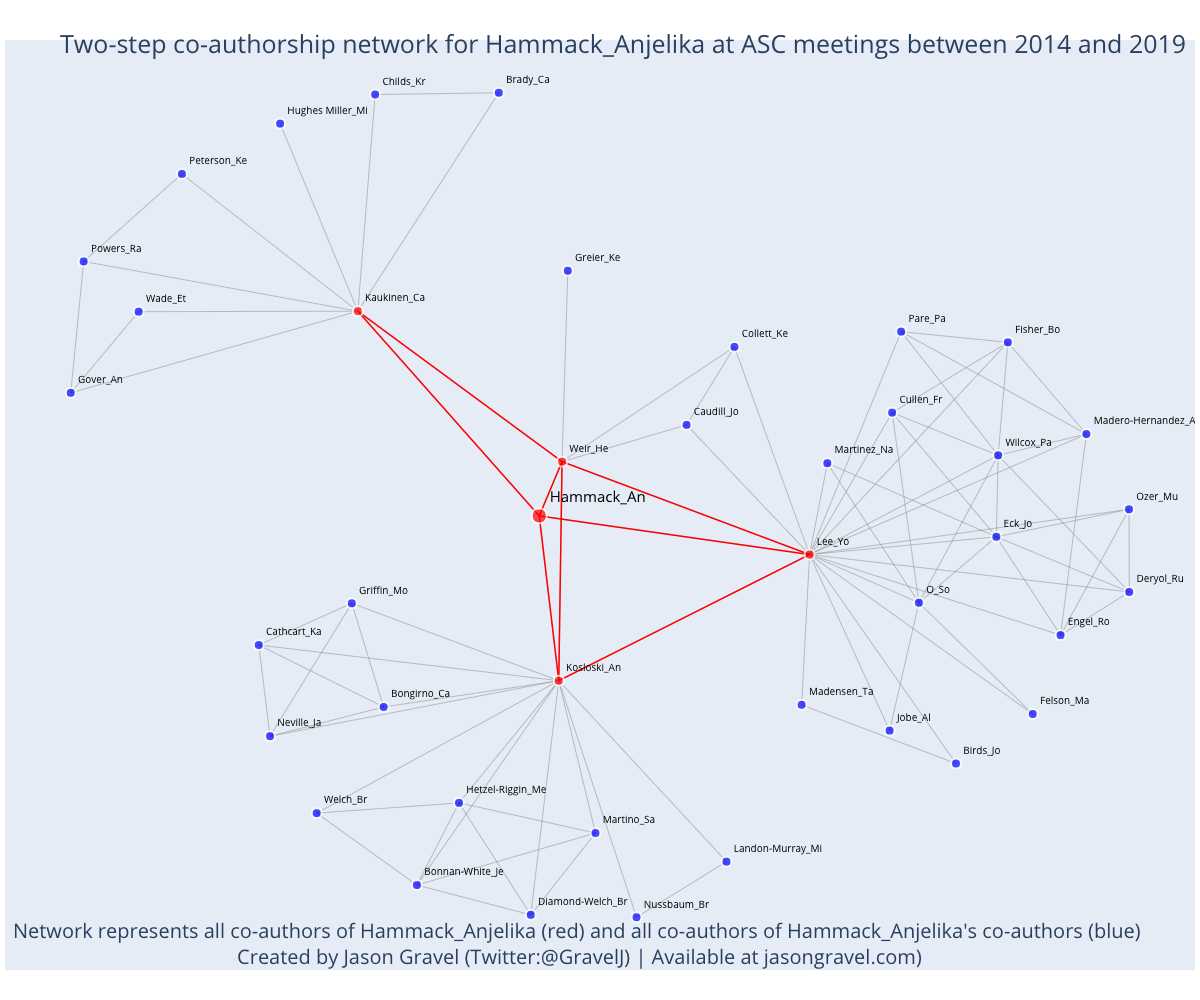 Two-step co-authorship network for Hammack_Anjelika at ASC meetings between 2014 and 2019
Childs_Kr
Brady_Ca
Hughes Miller_Mi
Peterson_Ke
Powers_Ra
Greier_Ke
Wade_Et
Kaukinen_Ca
Pare_Pa
Fisher_Bo
Collett_Ke
Gover_An
Cullen_Fr
Caudill_Jo
Madero-Hernandez_A
Wilcox_Pa
Weir_He
Martinez_Na
Hammack_An
Ozer_Mu
Eck_Jo
Lee_Yo
Deryol_Ru
Griffin_Mo
O_So
Engel_Ro
Cathcart_Ka
Kosloski_An
Bongirno_Ca
Madensen_Ta
Felson_Ma
Neville_Ja
Jobe_Al
Birds_Jo
Hetzel-Riggin_Me
Welch_Br
Martino_Sa
Landon-Murray_Mi
Bonnan-White_Je
Diamond-Welch_Br
Nussbaum_Br
Network represents all co-authors of Hammack_Anjelika (red) and all co-authors of Hammack_Anjelika's co-authors (blue)
Created by Jason Gravel (Twitter:@GravelJ) | Available at jasongravel.com)